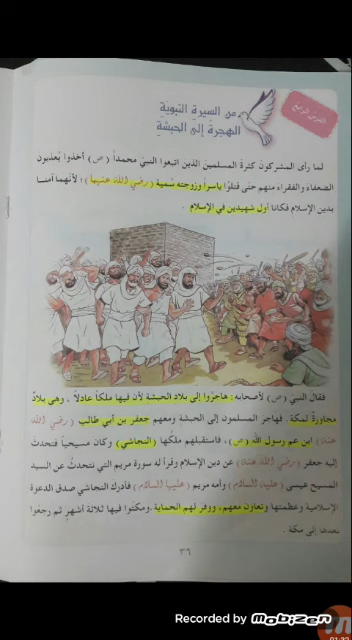 الدرس الرابع
من السيرة النبوية
الهجرة إلى الحبشة
لما رأى المشركون كثرة المسلمين الذين اتبعوا النبيّ محمداً (ص) أخذوا يُعذبون
الضعفاء والفقراء منهم حتى قتلوا ياسراً وزوجته سُمية (رضي الله عنهما)؛ لأنهما آمنا
بدين الإسلام فكانا أول شهيدين في الإسلام .
فقال النبي (ص) لأصحابه : هاجروا إلى بلاد الحبشة لأن فيها ملكاً عادلاً ، وهي بلادٌ
مجاورة لمكة. فهاجر المسلمون إلى الحبشة ومعهم جعفر بن أبي طالب (رضي الله
عنه) ابن عم رسول الله (ص) ، فاستقبلهم ملكها (النجاشي) وكان مسيحياً فتحدث
إليه جعفر (رضي الله عنه) عن دين الإسلام وقرأ له سورة مريم التي تتحدث عن السيد
المسيح عيسى (عليه السلام) وأمه مريم (عليها السلام) فأدرك النجاشي صدق الدعوة
الإسلامية وعظمتها وتعاون معهم، ووفر لهم الحماية .ومكثوا فيها ثلاثة أشهر ثم رجعوا
بعدها إلى مكة .
٣٦
Recorded by Mobizen